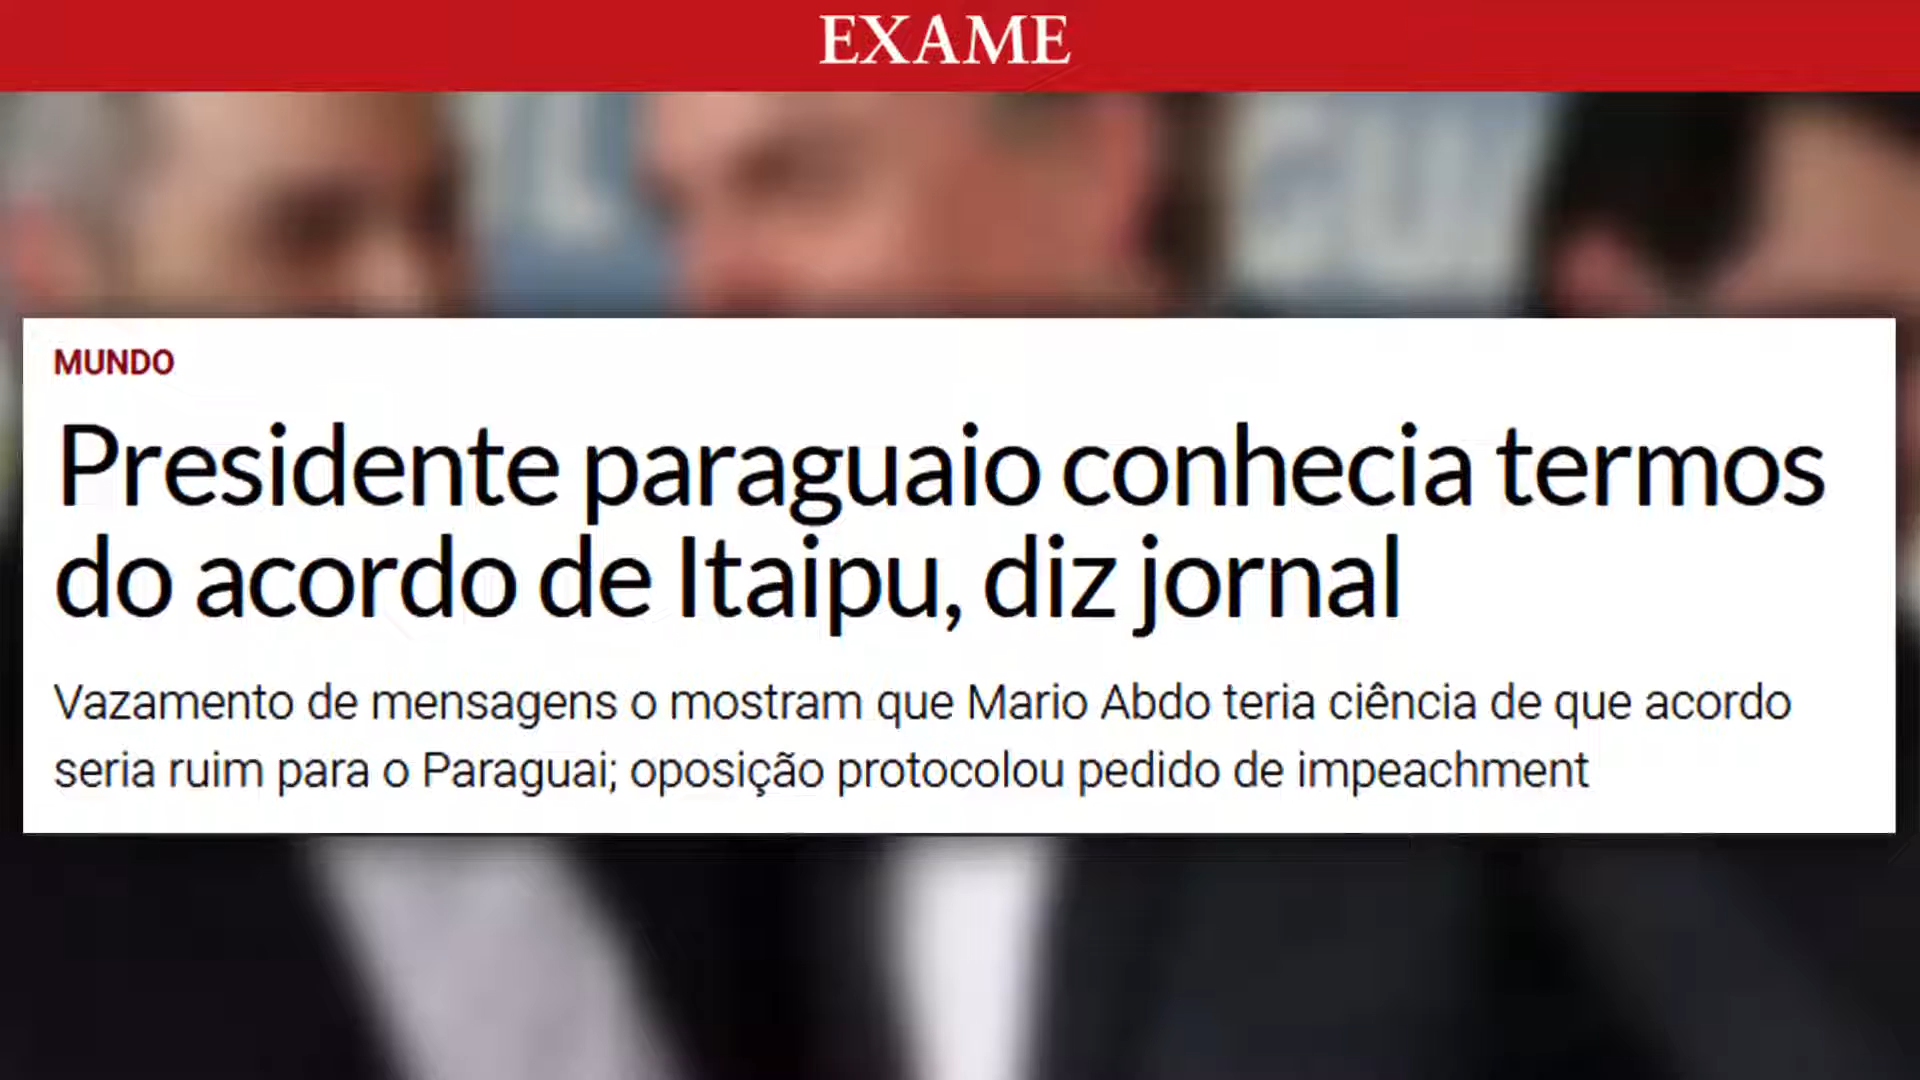 EXAME
MUNDO
Presidente paraguaio conhecia termos
do acordo de Itaipu, diz jornal
Vazamento de mensagens o mostram que Mario Abdo teria ciência de que acordo
seria ruim para o Paraguai; oposição protocolou pedido de impeachment